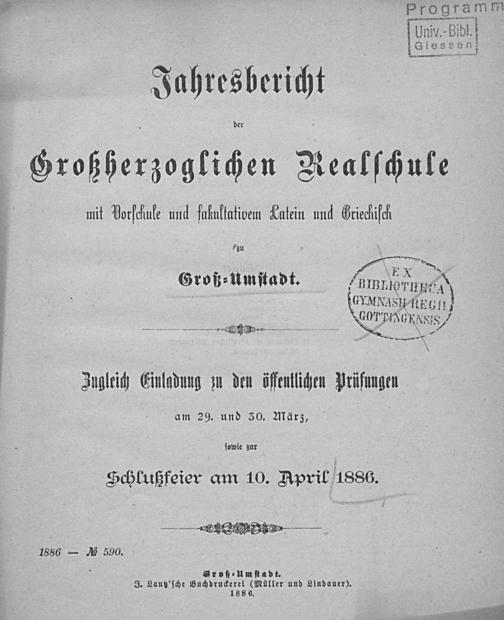 Programm
Univ.-Bibl.
Giessen
Jahresbericht
der
Großherzoglichen Realschule
mit Vorschule und fakultativem Latein und Griechisch
zu
Groß-Umstadt.
EX
BIBLIOTHECA
GYMNASII REGII
GOTTINGENSIS
Zugleich Einladung zu den öffentlichen Prüfungen
am 29. und 30. März,
sowie zur
Schlußfeier am 10. April 1886.
1886 — № 590.
Groß-Umstadt.
J. Lautz'sche Buchdruckerei (Müller und Lindauer).
1886.